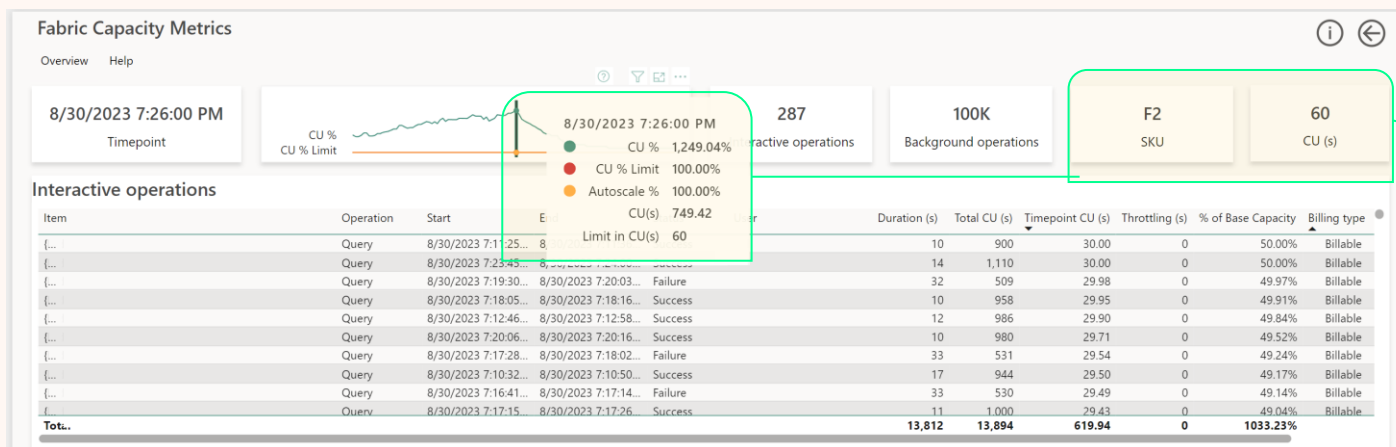 Fabric Capacity Metrics
Overview Help
8/30/2023 7:26:00 PM
Timepoint
CU %
CU % Limit
8/30/2023 7:26:00 PM
CU % 1,249.04%
CU % Limit 100.00%
Autoscale % 100.00%
CU(s) 749.42
Limit in CU(s) 60
287
operations
100K
Background operations
F2
SKU
60
CU (s)
Interactive operations
Item Operation Start Duration (s) Total CU (s) Timepoint CU (s) Throttling (s) % of Base Capacity Billing type
{... Query 8/30/2023 7:11:25... 10 900 30.00 0 50.00% Billable
{... Query 8/30/2023 7:23:45... 14 1,110 30.00 0 50.00% Billable
{... Query 8/30/2023 7:19:30... 8/30/2023 7:20:03... Failure 32 509 29.98 0 49.97% Billable
{... Query 8/30/2023 7:18:05... 8/30/2023 7:18:16... Success 10 958 29.95 0 49.91% Billable
{... Query 8/30/2023 7:12:46... 8/30/2023 7:12:58... Success 12 986 29.90 0 49.84% Billable
{... Query 8/30/2023 7:20:06... 8/30/2023 7:20:16... Success 10 980 29.71 0 49.52% Billable
{... Query 8/30/2023 7:17:28... 8/30/2023 7:18:02... Failure 33 531 29.54 0 49.24% Billable
{... Query 8/30/2023 7:10:32... 8/30/2023 7:10:50... Success 17 944 29.50 0 49.17% Billable
{... Query 8/30/2023 7:16:41... 8/30/2023 7:17:14... Failure 33 530 29.49 0 49.14% Billable
{... Query 8/30/2023 7:17:15... 8/30/2023 7:17:26... Success 11 1,000 29.43 0 49.04% Billable
Tot... 13,812 13,894 619.94 0 1033.23%